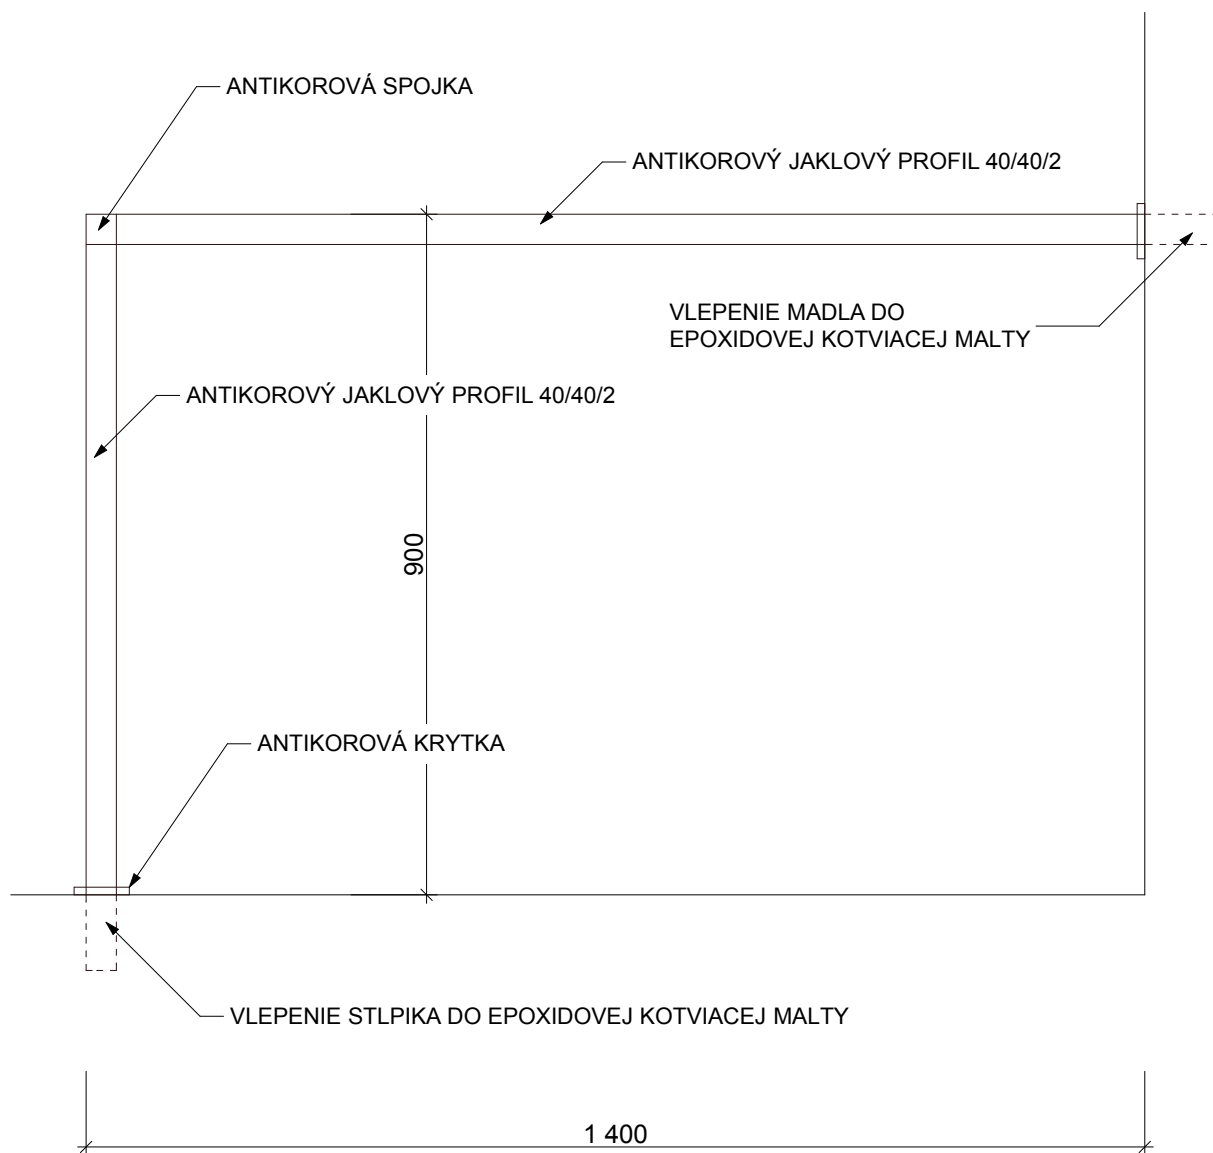 ANTIKOROVÁ SPOJKA
ANTIKOROVÝ JAKLOVÝ PROFIL 40/40/2
VLEPENIE MADLA DO
EPOXIDOVEJ KOTVIACEJ MALTY
ANTIKOROVÝ JAKLOVÝ PROFIL 40/40/2
900
ANTIKOROVÁ KRYTKA
VLEPENIE STLPIKA DO EPOXIDOVEJ KOTVIACEJ MALTY
1 400